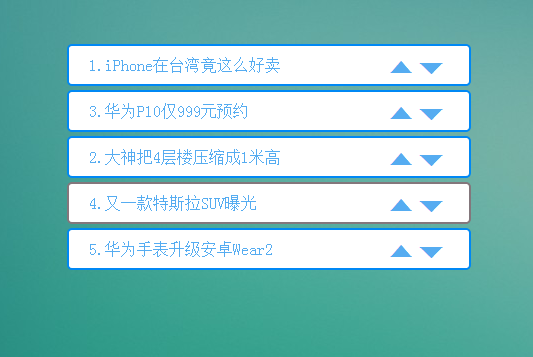 1.iPhone在台湾竟这么好卖
3.华为P10仅999元预约
2.大神把4层楼压缩成1米高
4.又一款特斯拉SUV曝光
5.华为手表升级安卓Wear2